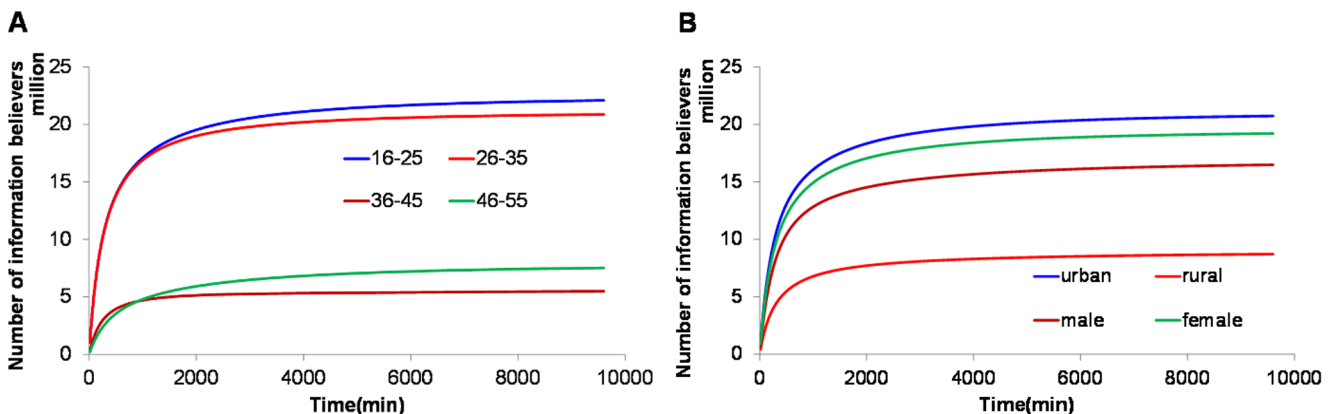 A
Number of information believers
million
25
20
15
10
5
0
16-25 26-35
36-45 46-55
0 2000 4000 6000 8000 10000
Time(min)
B
Number of information believers
million
25
20
15
10
5
0
urban rural
male female
0 2000 4000 6000 8000 10000
Time(min)